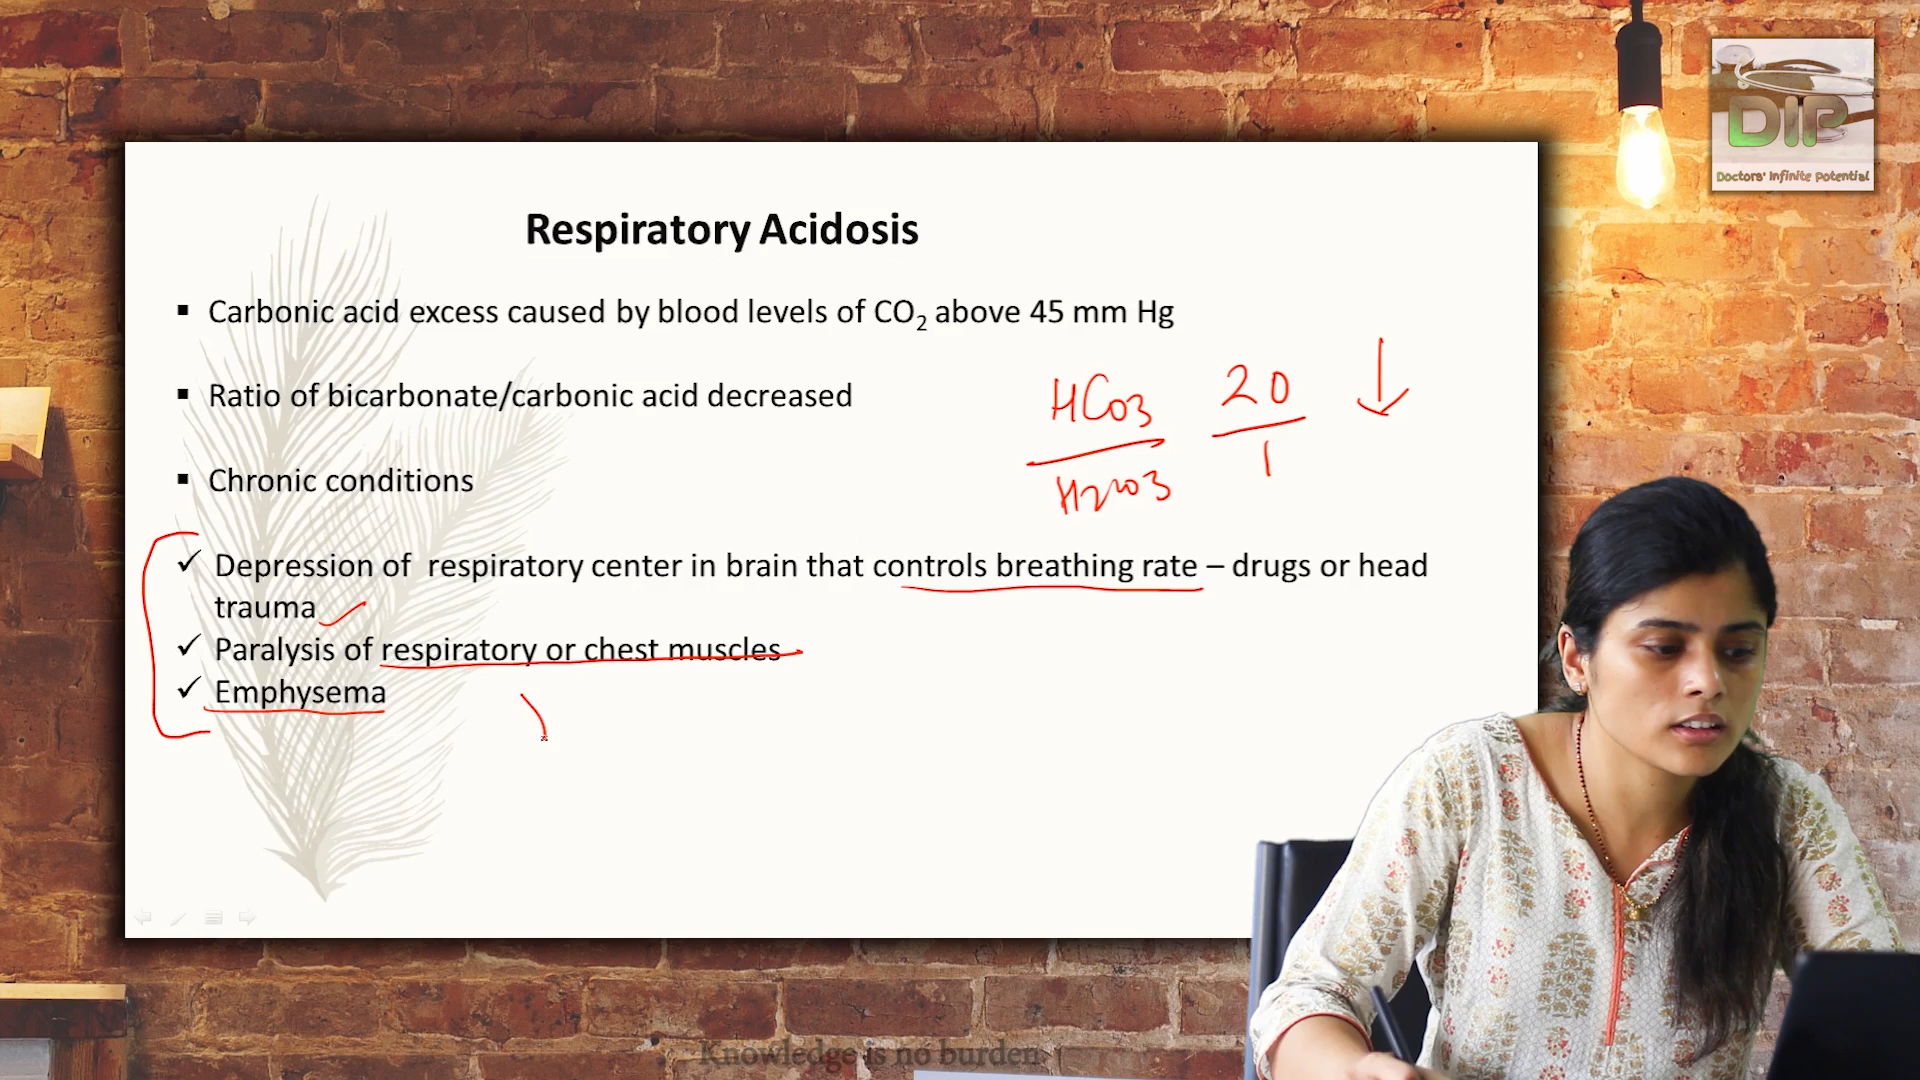 DIP
Doctors' Infinite Potential
Respiratory Acidosis
▪ Carbonic acid excess caused by blood levels of CO2 above 45 mm Hg
▪ Ratio of bicarbonate/carbonic acid decreased
HCO3 20 ↓
H2CO3 1
▪ Chronic conditions
✓ Depression of respiratory center in brain that controls breathing rate – drugs or head
trauma
✓ Paralysis of respiratory or chest muscles
✓ Emphysema
Knowledge is no burden